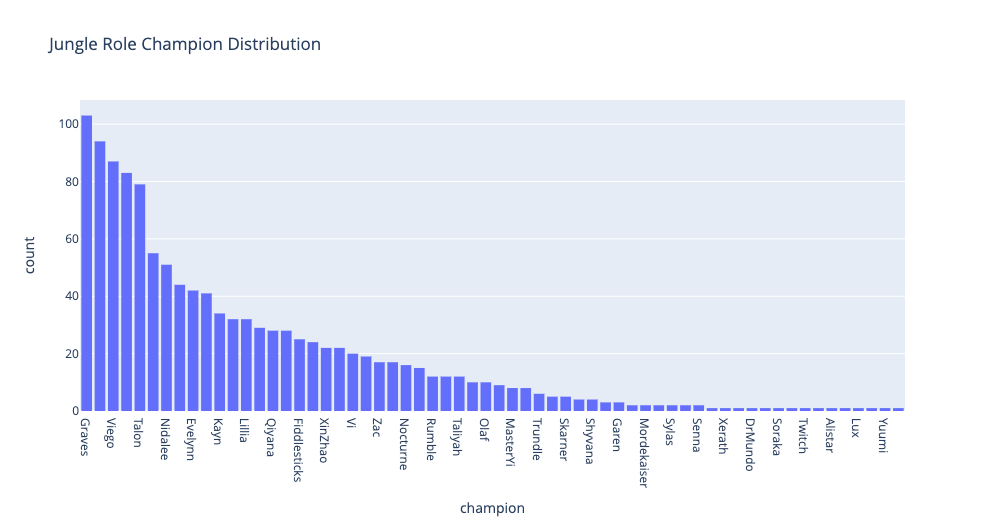 Jungle Role Champion Distribution
100
80
60
40
20
0
count
Graves
Viego
Talon
Nidalee
Evelynn
Kayn
Lillia
Qiyana
Fiddlesticks
XinZhao
Vi
Zac
Nocturne
Rumble
Taliyah
Olaf
MasterYi
Trundle
Skarner
Shyvana
Garen
Mordekaiser
Sylas
Senna
Xerath
DrMundo
Soraka
Twitch
Alistar
Lux
Yuumi
champion